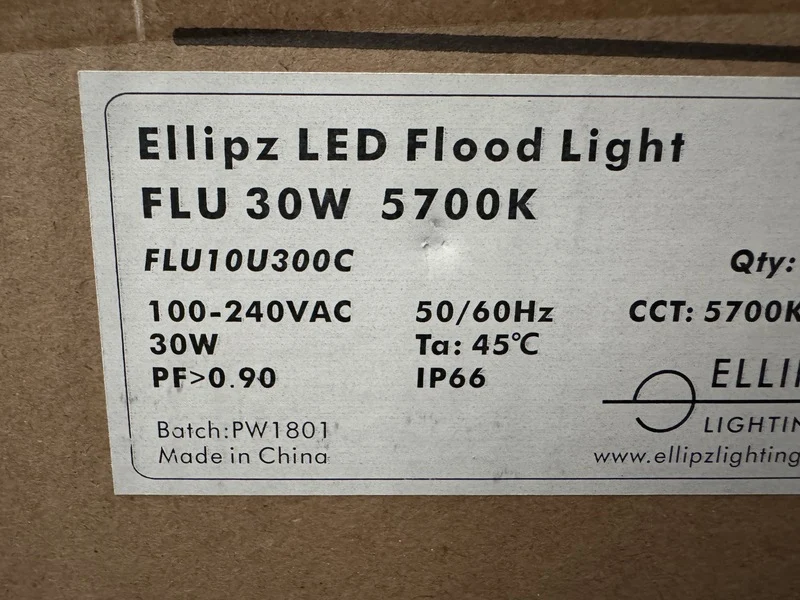 Ellipz LED Flood Light
FLU 30W 5700K
FLU10U300C Qty:
100-240VAC 50/60Hz CCT: 5700K
30W Ta: 45℃
PF>0.90 IP66
ELLI
LIGHTIN
Batch:PW1801
Made in China www.ellipzlighting